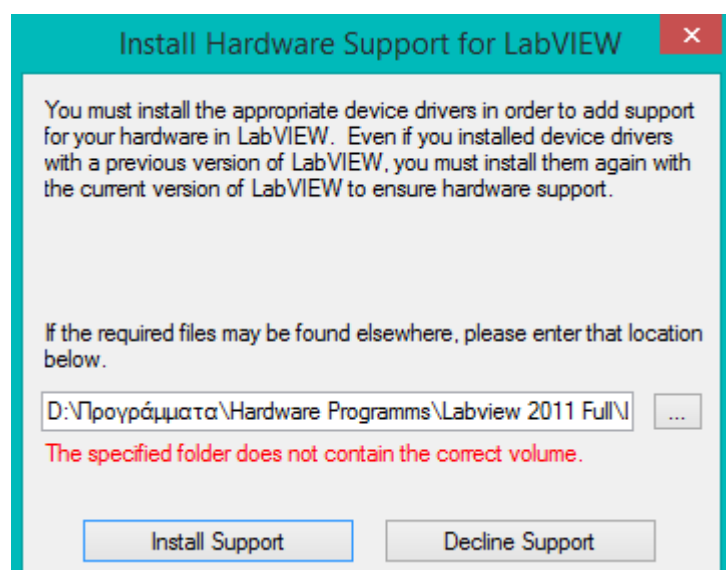 Install Hardware Support for LabVIEW
You must install the appropriate device drivers in order to add support
for your hardware in LabVIEW. Even if you installed device drivers
with a previous version of LabVIEW, you must install them again with
the current version of LabVIEW to ensure hardware support.
If the required files may be found elsewhere, please enter that location
below.
D:\Προγράμματα\Hardware Programms\Labview 2011 Full\
...
The specified folder does not contain the correct volume.
Install Support
Decline Support